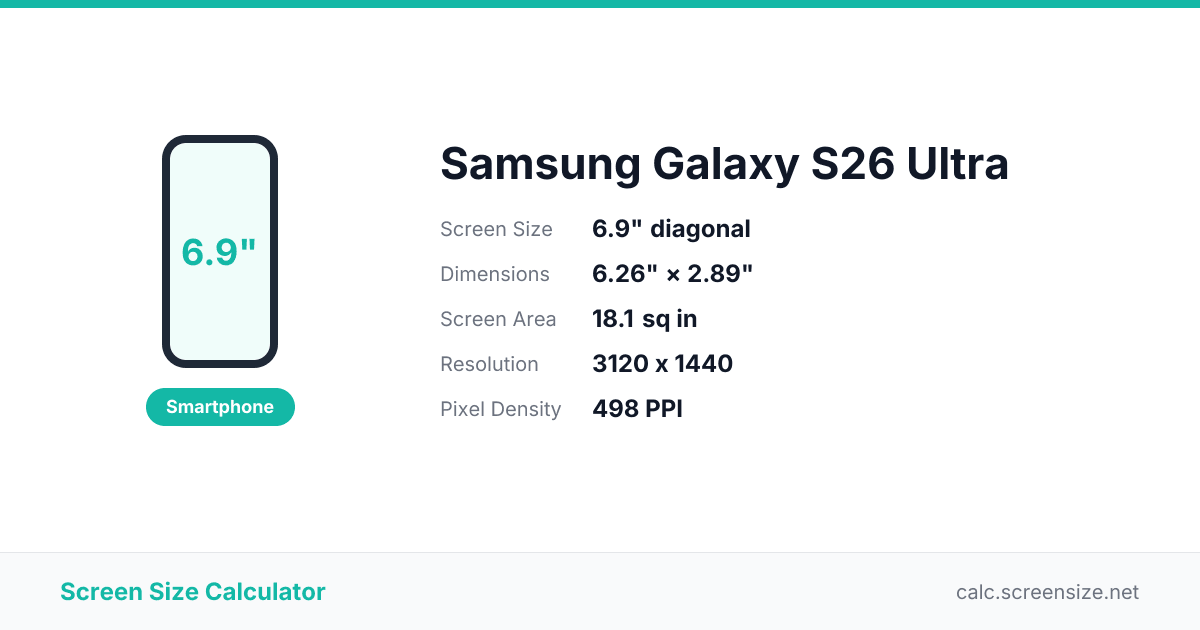 6.9"
Smartphone
Samsung Galaxy S26 Ultra
Screen Size 6.9" diagonal
Dimensions 6.26" × 2.89"
Screen Area 18.1 sq in
Resolution 3120 x 1440
Pixel Density 498 PPI
Screen Size Calculator
calc.screensize.net